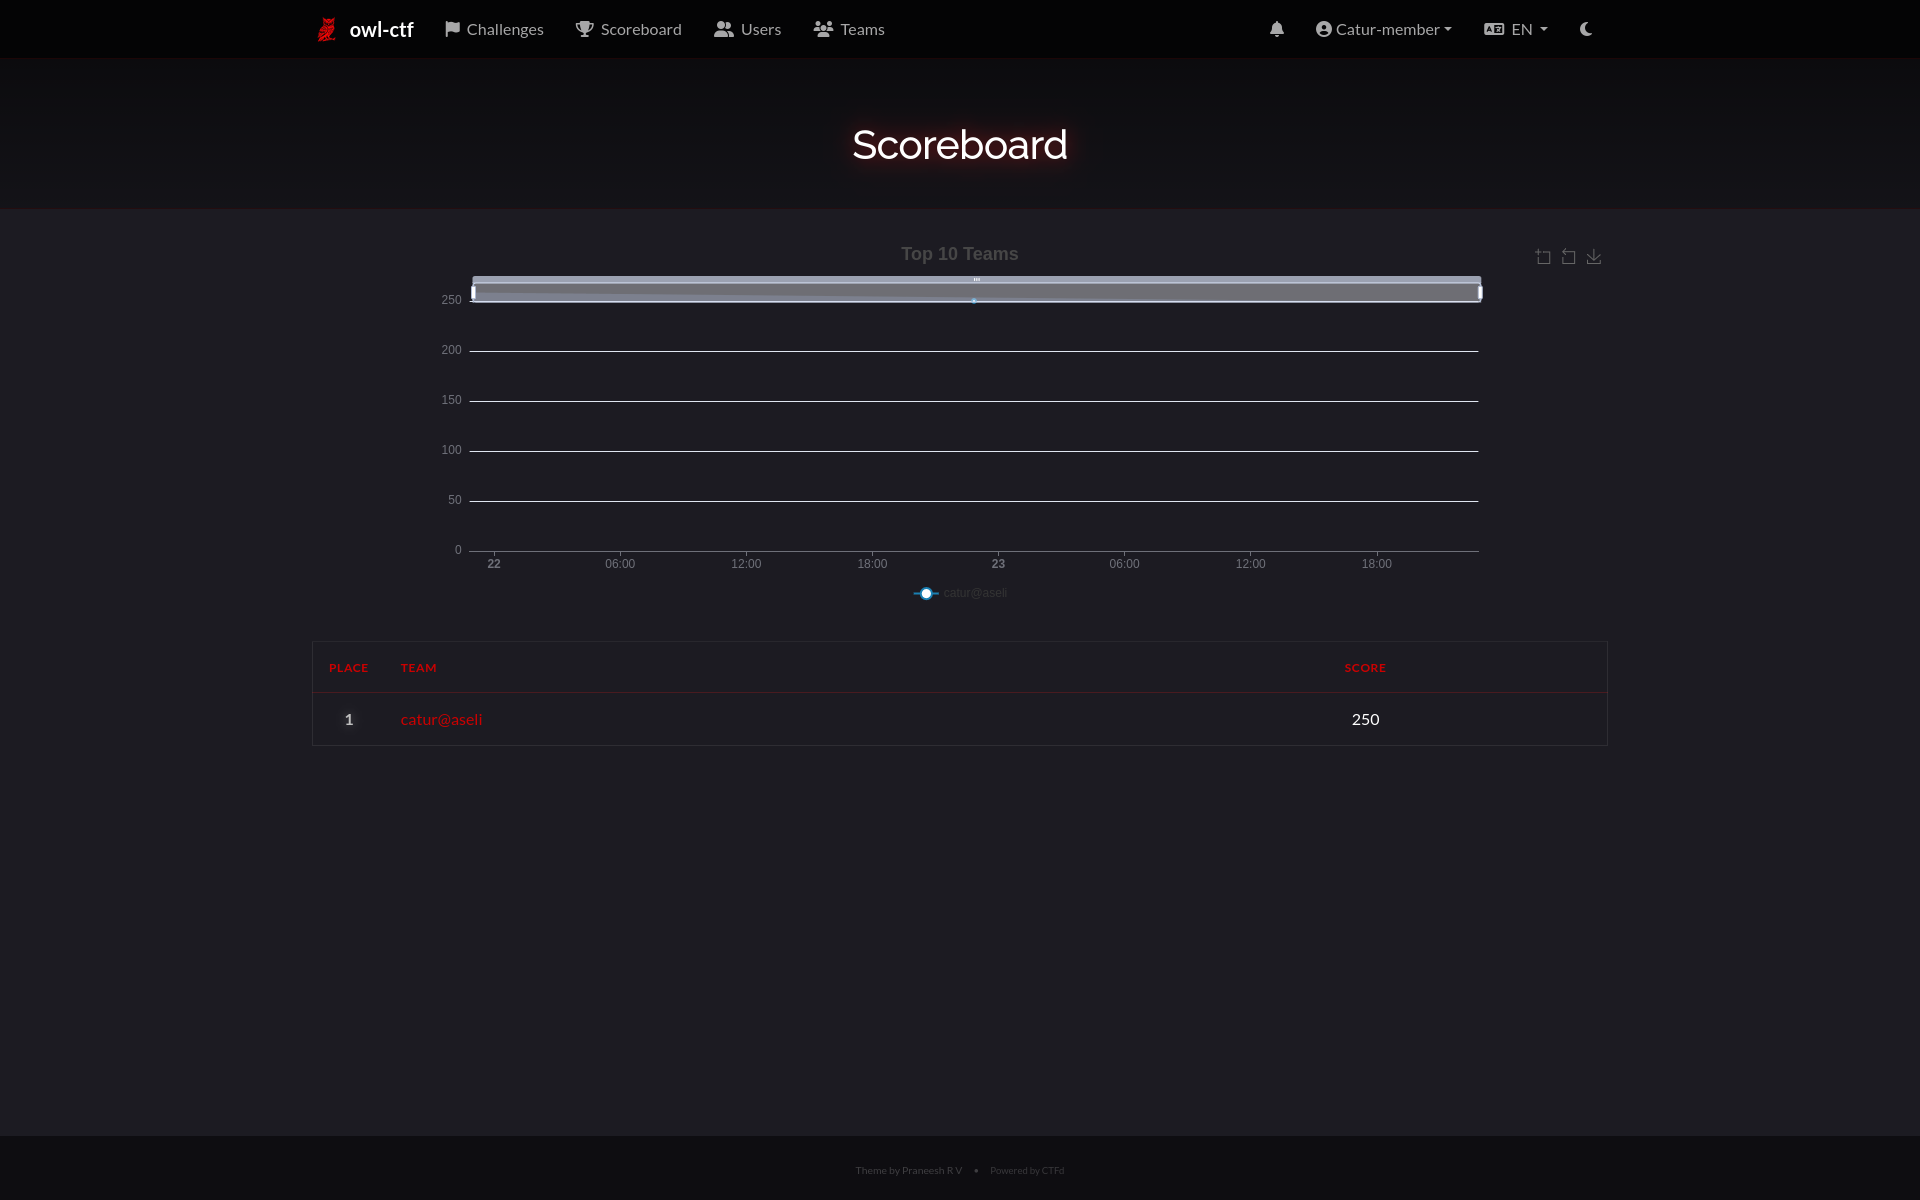 owl-ctf Challenges Scoreboard Users Teams Catur-member EN
Scoreboard
Top 10 Teams
250
200
150
100
50
0
22 06:00 12:00 18:00 23 06:00 12:00 18:00
catur@aseli
PLACE TEAM SCORE
1 catur@aseli 250
Theme by Praneesh R V • Powered by CTFd